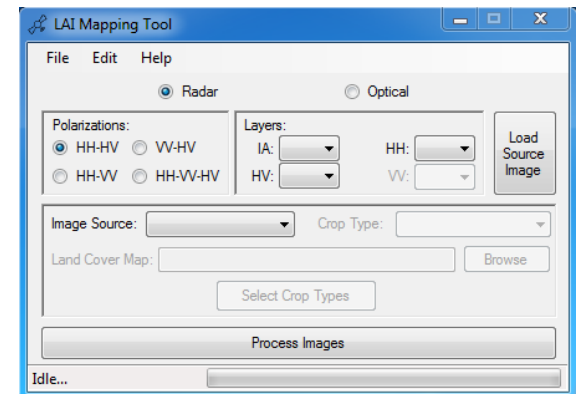 LAI Mapping Tool
File Edit Help
Radar Optical
Polarizations: Layers:
HH-HV VV-HV IA: HH: Load
Source
Image
HH-VV HH-VV-HV HV: VV:
Image Source: Crop Type:
Land Cover Map: Browse
Select Crop Types
Process Images
Idle...